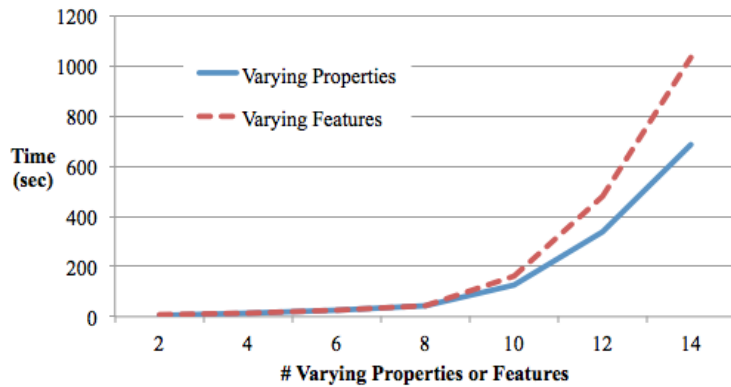 1200
1000
800
600
400
200
0
Time
(sec)
Varying Properties
Varying Features
2 4 6 8 10 12 14
# Varying Properties or Features